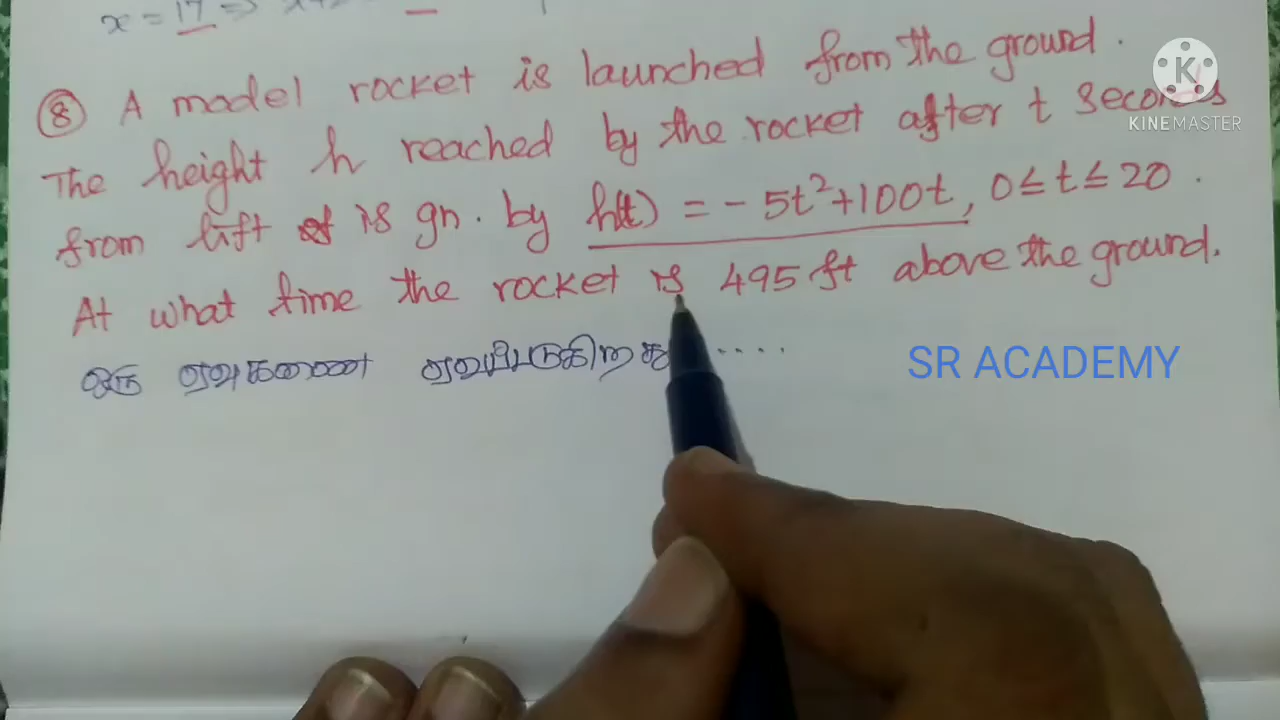 x = 17 ⇒
⑧ A model rocket is launched from the ground.
The height h reached by the rocket after t seconds
from lift is gn. by h(t) = -5t²+100t, 0≤t≤20.
At what time the rocket is 495 ft above the ground.
ஒரு ஏவுகணை ஏவப்படுகிறது ....
K
KINEMASTER
SR ACADEMY